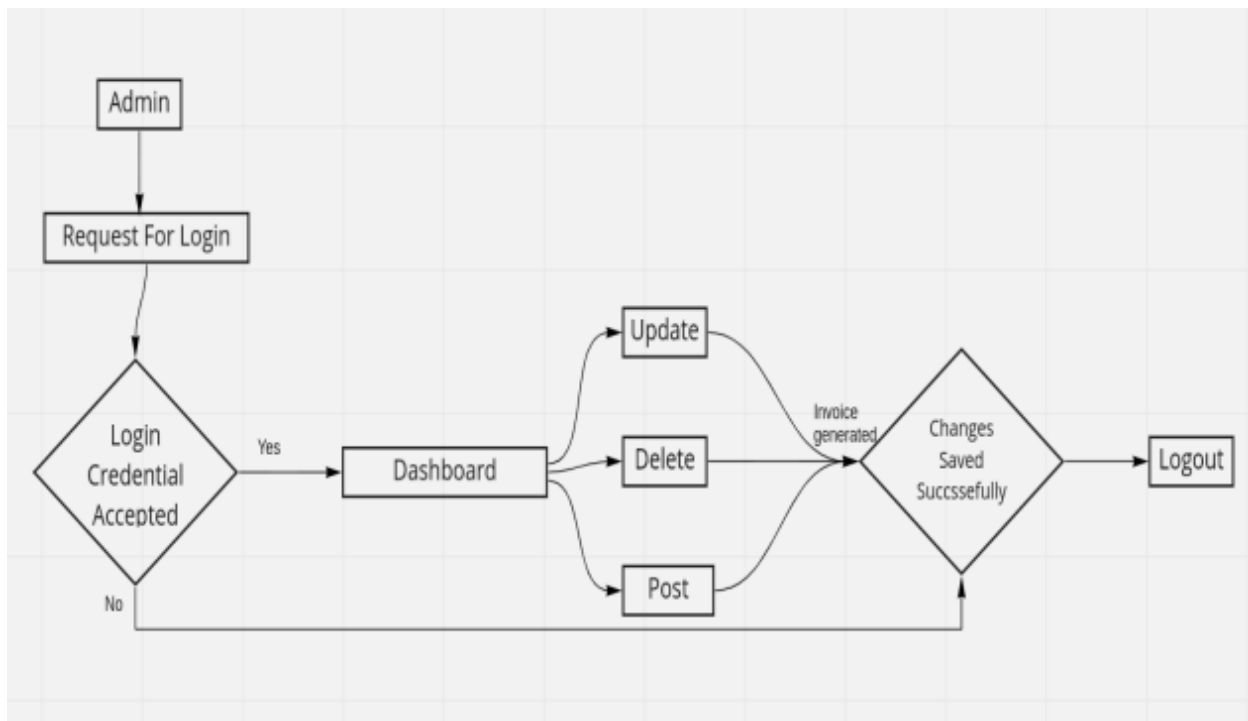 Admin
Request For Login
Login
Credential
Accepted
Yes
No
Dashboard
Update
Delete
Post
Invoice
generated
Changes
Saved
Succssefully
Logout